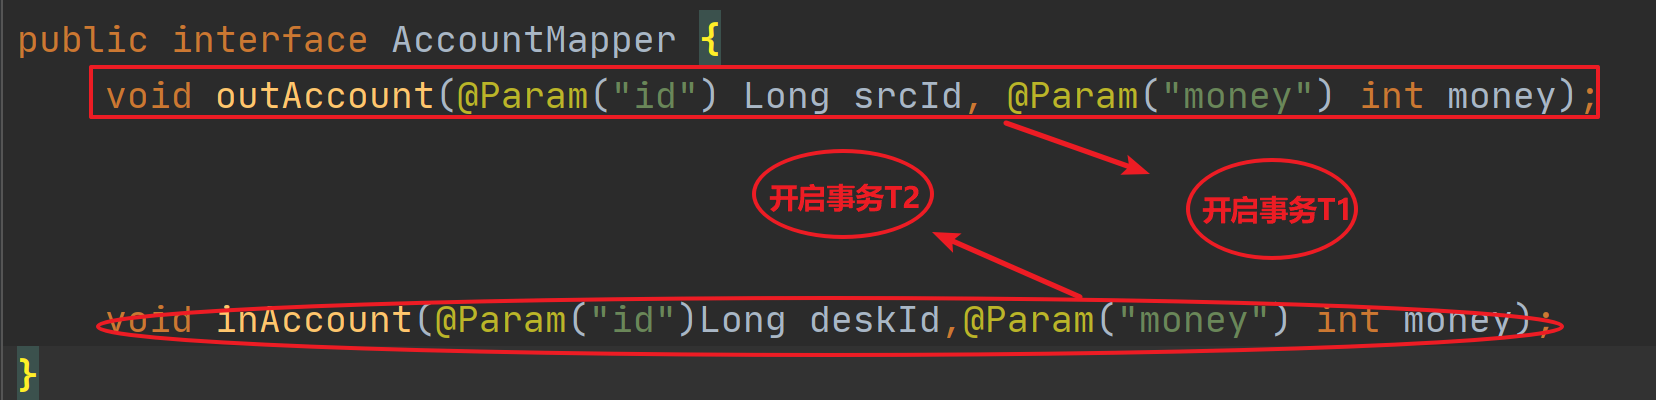 public interface AccountMapper {
void outAccount(@Param("id") Long srcId, @Param("money") int money);
开启事务T2
开启事务T1
void inAccount(@Param("id")Long deskId,@Param("money") int money);
}